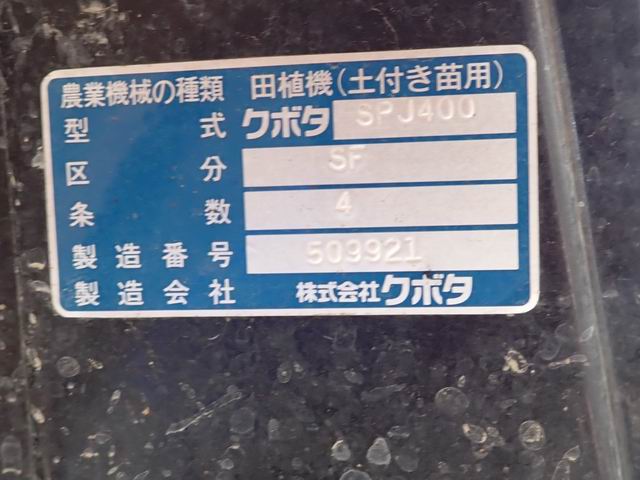 農業機械の種類 田植機(土付き苗用)
型式 クボタ SPJ400
区分 SF
条数 4
製造番号 509921
製造会社 株式会社クボタ